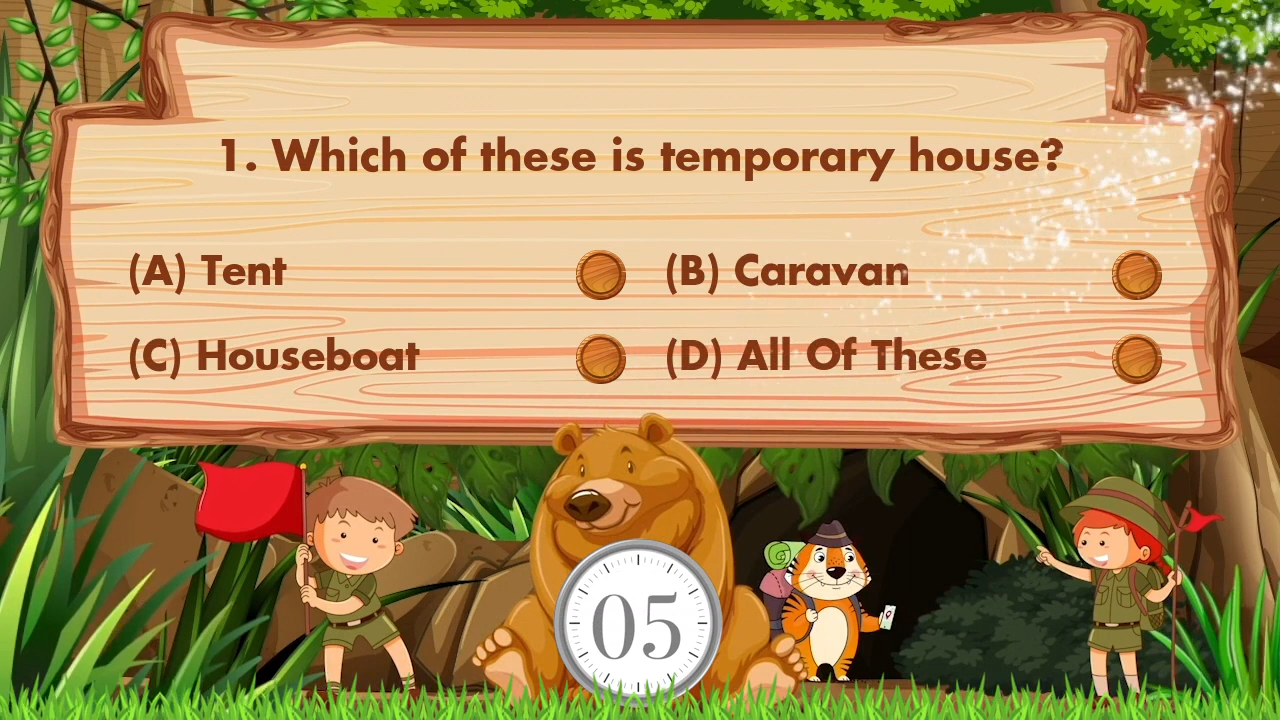 1. Which of these is temporary house?
(A) Tent
(B) Caravan
(C) Houseboat
(D) All Of These
05